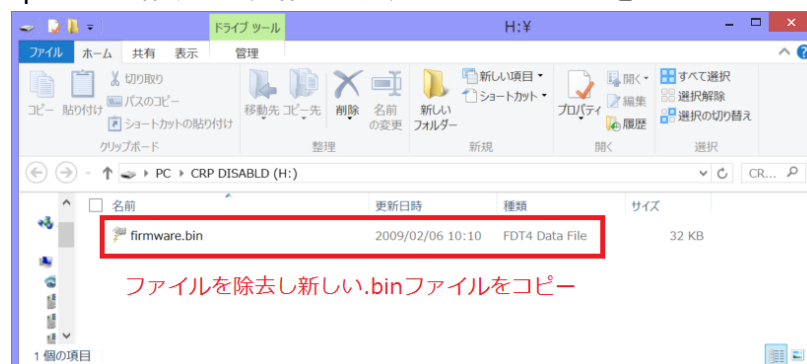 ドライブ ツール
H:¥
ファイル ホーム 共有 表示 管理
コピー 貼り付け 切り取り パスのコピー ショートカットの貼り付け
移動先 コピー先 削除 名前の変更 新しいフォルダー
新しい項目 ショートカット
プロパティ 開く 編集 履歴
すべて選択 選択解除 選択の切り替え
クリップボード 整理 新規 開く 選択
PC CRP DISABLD (H:) CR...
名前 更新日時 種類 サイズ
firmware.bin 2009/02/06 10:10 FDT4 Data File 32 KB
ファイルを除去し新しい.binファイルをコピー
1 個の項目